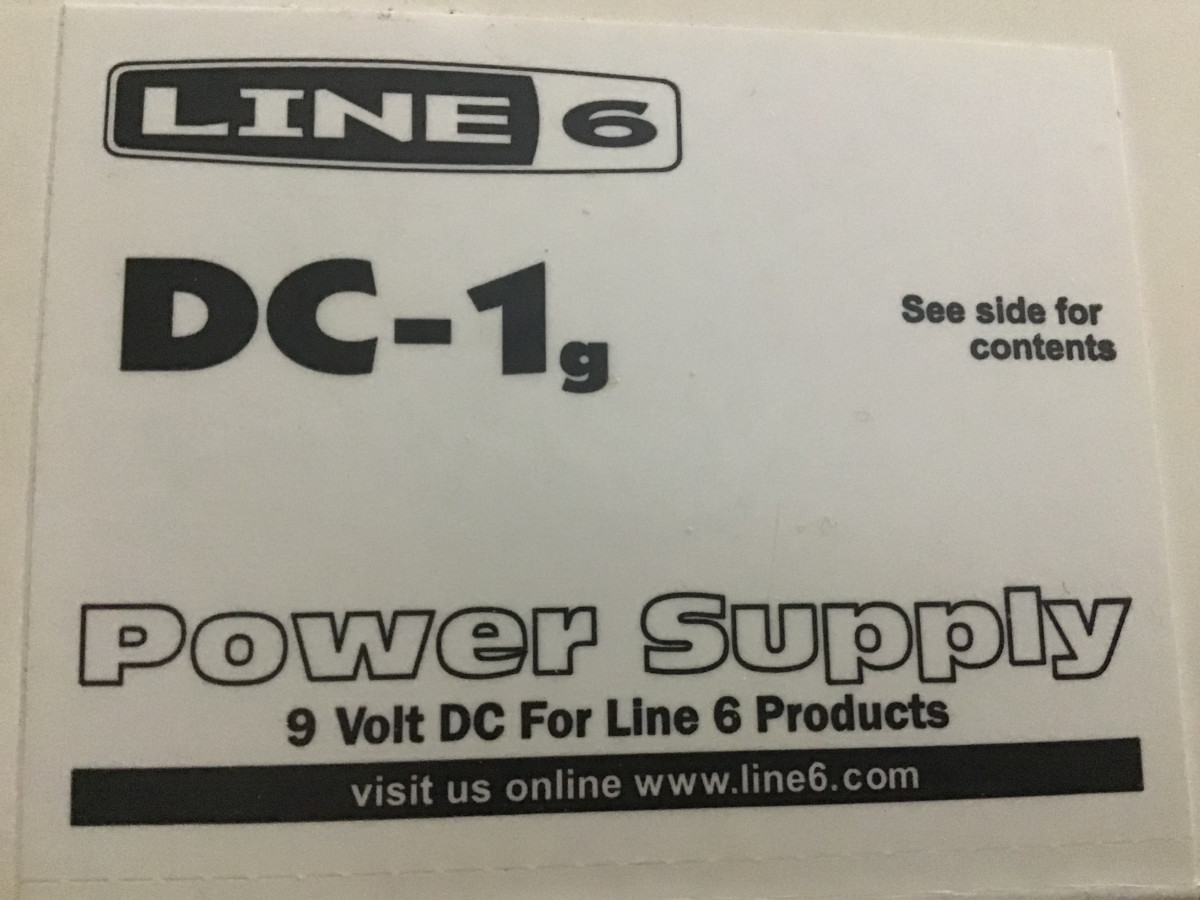 LINE 6
DC-1g
See side for
contents
Power Supply
9 Volt DC For Line 6 Products
visit us online www.line6.com